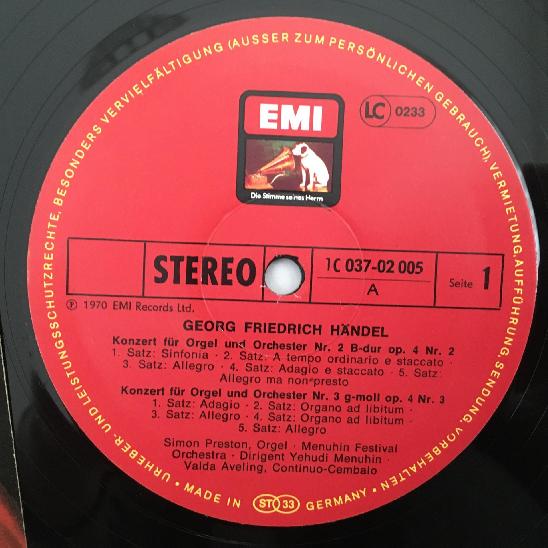 URHEBER- UND LEISTUNGSSCHUTZRECHTE, BESONDERS VERVIELFÄLTIGUNG (AUSSER ZUM PERSÖNLICHEN GEBRAUCH), VERMIETUNG, AUFFÜHRUNG, SENDUNG, VORBEHALTEN •
EMI
Die Stimme seines Herrn
LC 0233
STEREO
1C 037-02 005
A
Seite 1
℗ 1970 EMI Records Ltd.
GEORG FRIEDRICH HÄNDEL
Konzert für Orgel und Orchester Nr. 2 B-dur op. 4 Nr. 2
1. Satz: Sinfonia · 2. Satz: A tempo ordinario e staccato ·
3. Satz: Allegro · 4. Satz: Adagio e staccato · 5. Satz:
Allegro ma non presto
Konzert für Orgel und Orchester Nr. 3 g-moll op. 4 Nr. 3
1. Satz: Adagio · 2. Satz: Organo ad libitum ·
3. Satz: Allegro · 4. Satz: Organo ad libitum ·
5. Satz: Allegro
Simon Preston, Orgel · Menuhin Festival
Orchestra · Dirigent Yehudi Menuhin ·
Valda Aveling, Continuo-Cembalo
• MADE IN ST 33 GERMANY •